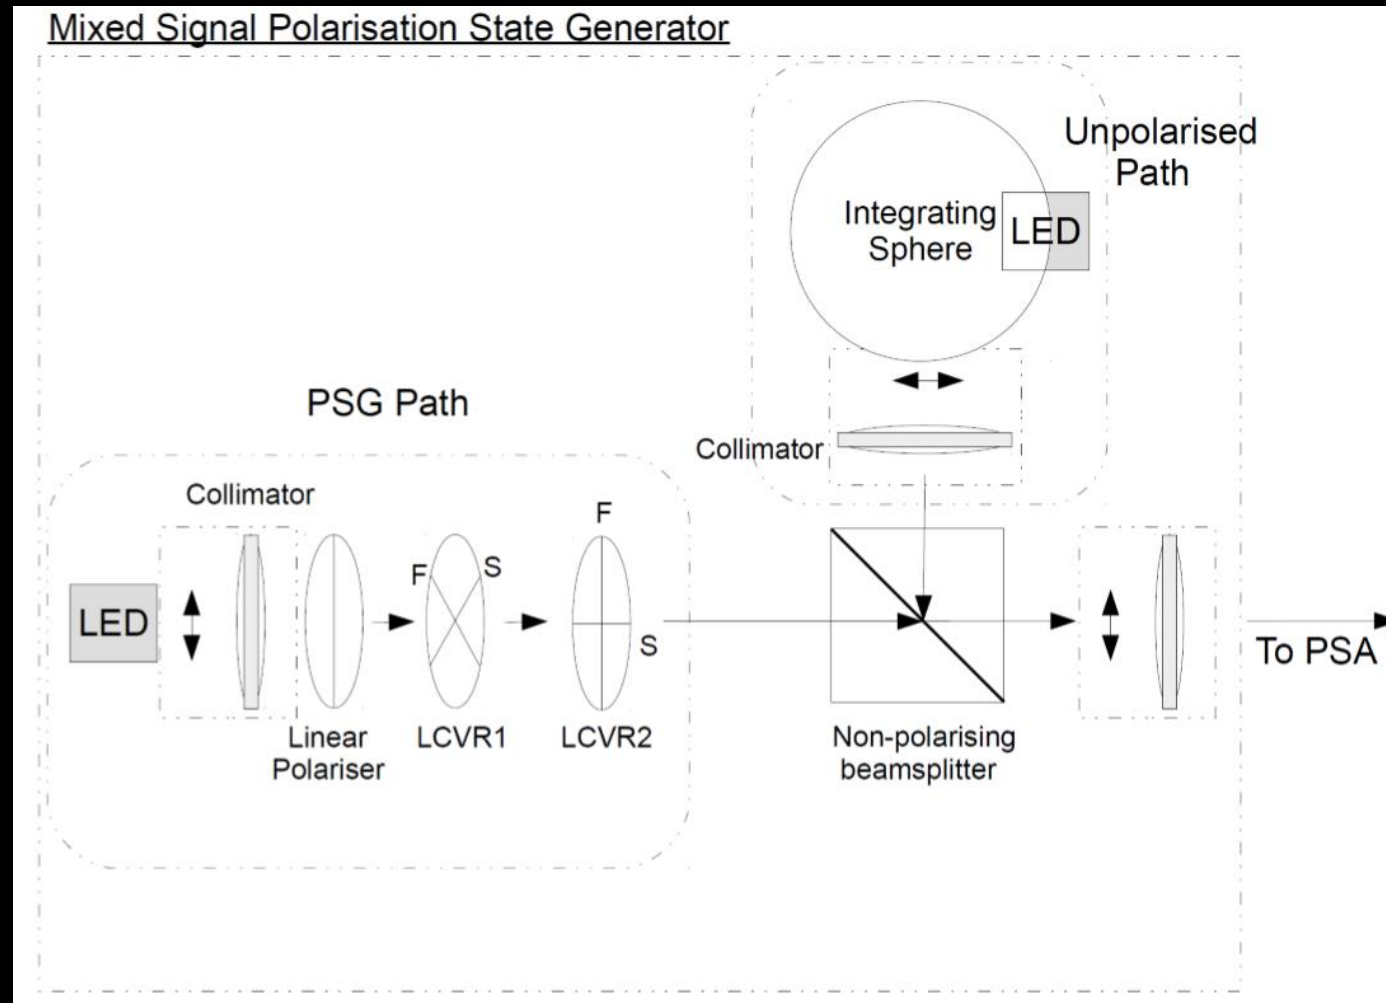 Mixed Signal Polarisation State Generator
Unpolarised
Path
Integrating
Sphere
LED
PSG Path
Collimator
Collimator
F
F
S
LED
S
To PSA
Linear
Polariser
LCVR1
LCVR2
Non-polarising
beamsplitter